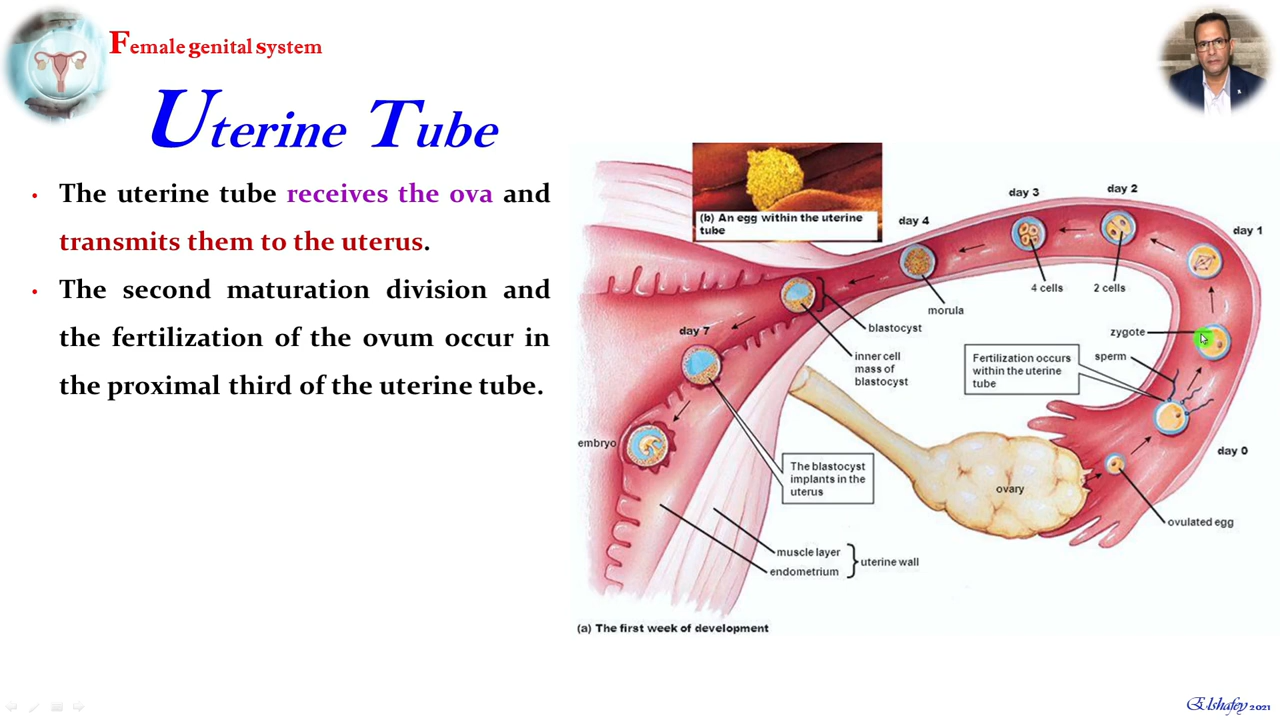 Female genital system
Uterine Tube
• The uterine tube receives the ova and
transmits them to the uterus.
• The second maturation division and
the fertilization of the ovum occur in
the proximal third of the uterine tube.
(b) An egg within the uterine
tube
day 4
day 3
day 2
day 1
4 cells
2 cells
morula
blastocyst
zygote
day 7
inner cell
mass of
blastocyst
Fertilization occurs
within the uterine
tube
sperm
embryo
day 0
The blastocyst
implants in the
uterus
ovary
ovulated egg
muscle layer
endometrium
uterine wall
(a) The first week of development
Elshafey 2021